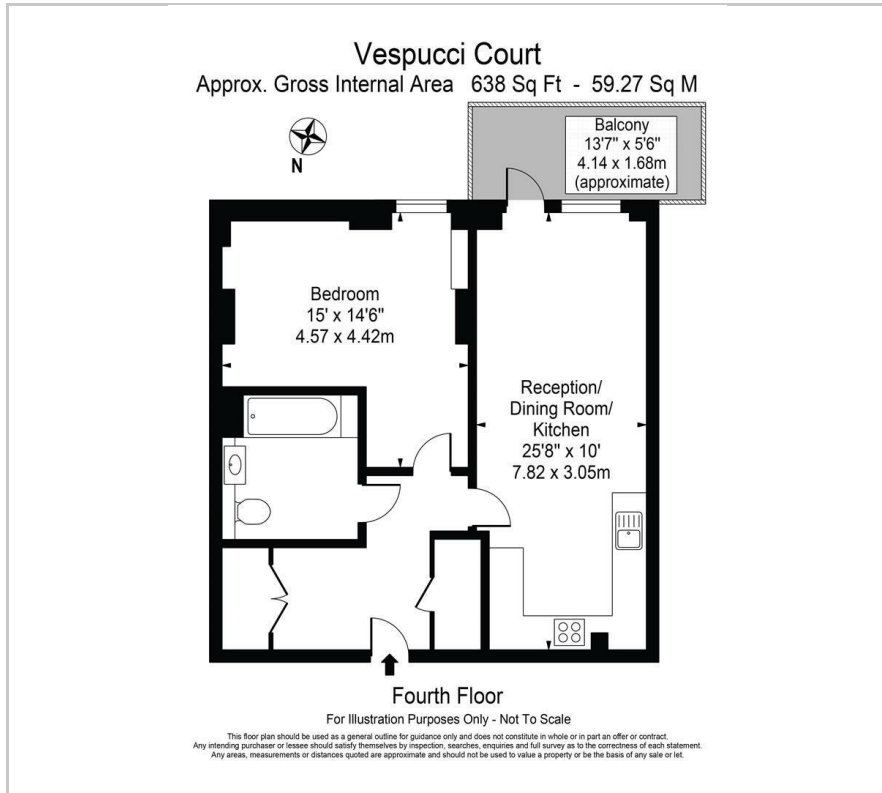 Vespucci Court
Approx. Gross Internal Area 638 Sq Ft - 59.27 Sq M
N
Balcony
13'7" x 5'6"
4.14 x 1.68m
(approximate)
Bedroom
15' x 14'6"
4.57 x 4.42m
Reception/
Dining Room/
Kitchen
25'8" x 10'
7.82 x 3.05m
Fourth Floor
For Illustration Purposes Only - Not To Scale
This floor plan should be used as a general outline for guidance only and does not constitute in whole or in part an offer or contract.
Any intending purchaser or lessee should satisfy themselves by inspection, searches, enquiries and full survey as to the correctness of each statement.
Any areas, measurements or distances quoted are approximate and should not be used to value a property or be the basis of any sale or let.